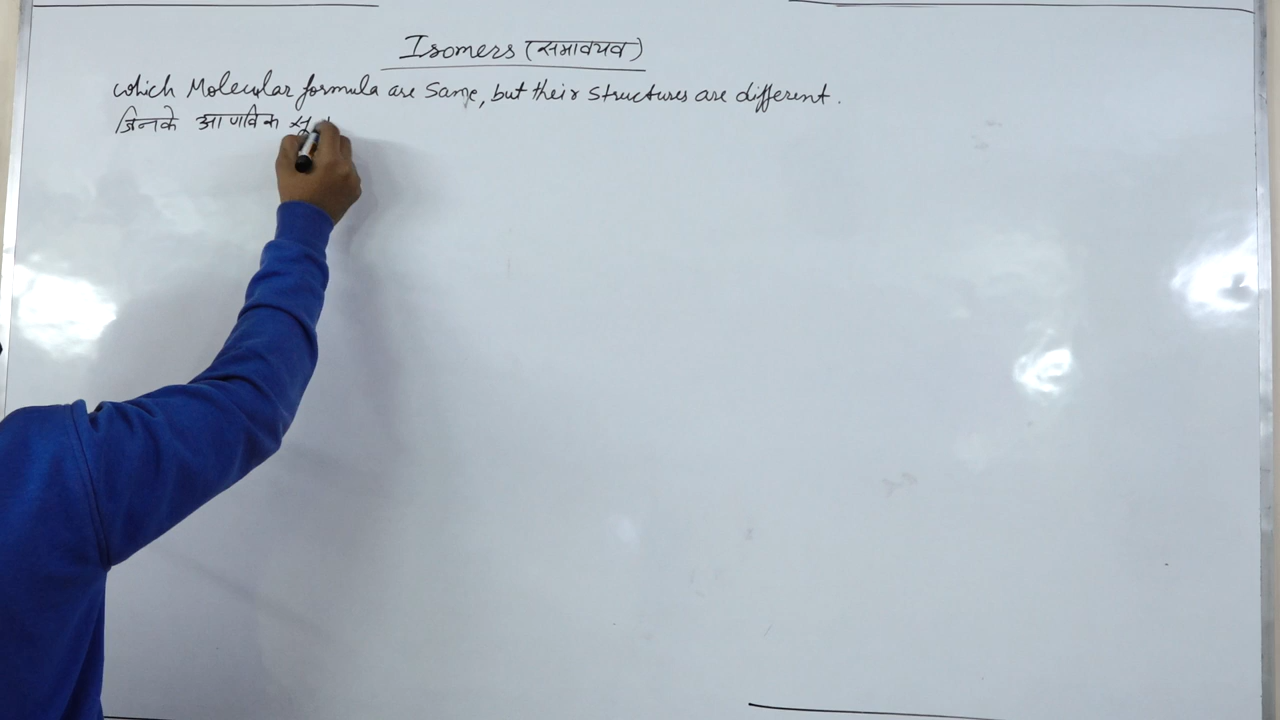 Isomers (समावयव)
which Molecular formula are Same, but their structures are different.
जिनके आणविक